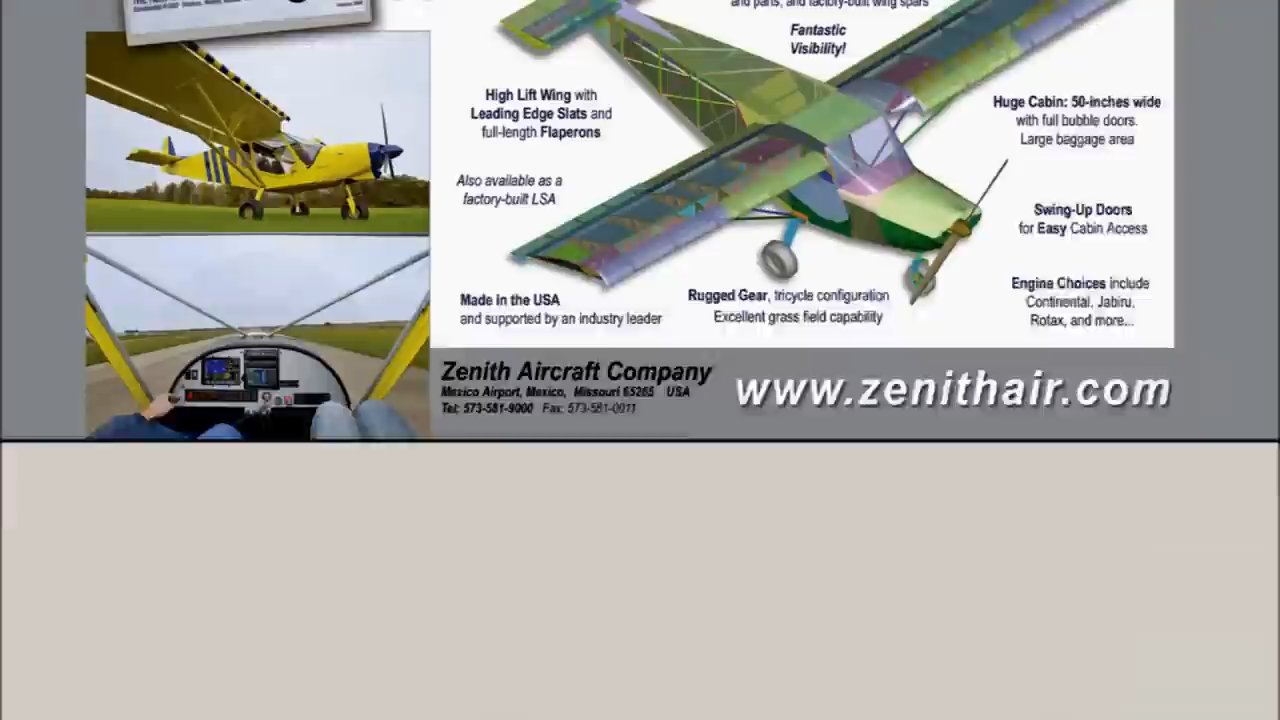 and parts, and factory-built wing spars
Fantastic
Visibility!
High Lift Wing with
Leading Edge Slats and
full-length Flaperons
Huge Cabin: 50-inches wide
with full bubble doors.
Large baggage area
Also available as a
factory-built LSA
Swing-Up Doors
for Easy Cabin Access
Engine Choices include
Continental, Jabiru,
Rotax, and more...
Made in the USA
and supported by an industry leader
Rugged Gear, tricycle configuration
Excellent grass field capability
Zenith Aircraft Company
Mexico Airport, Mexico, Missouri 65265 USA
Tel: 573-581-9000 Fax: 573-581-0011
www.zenithair.com